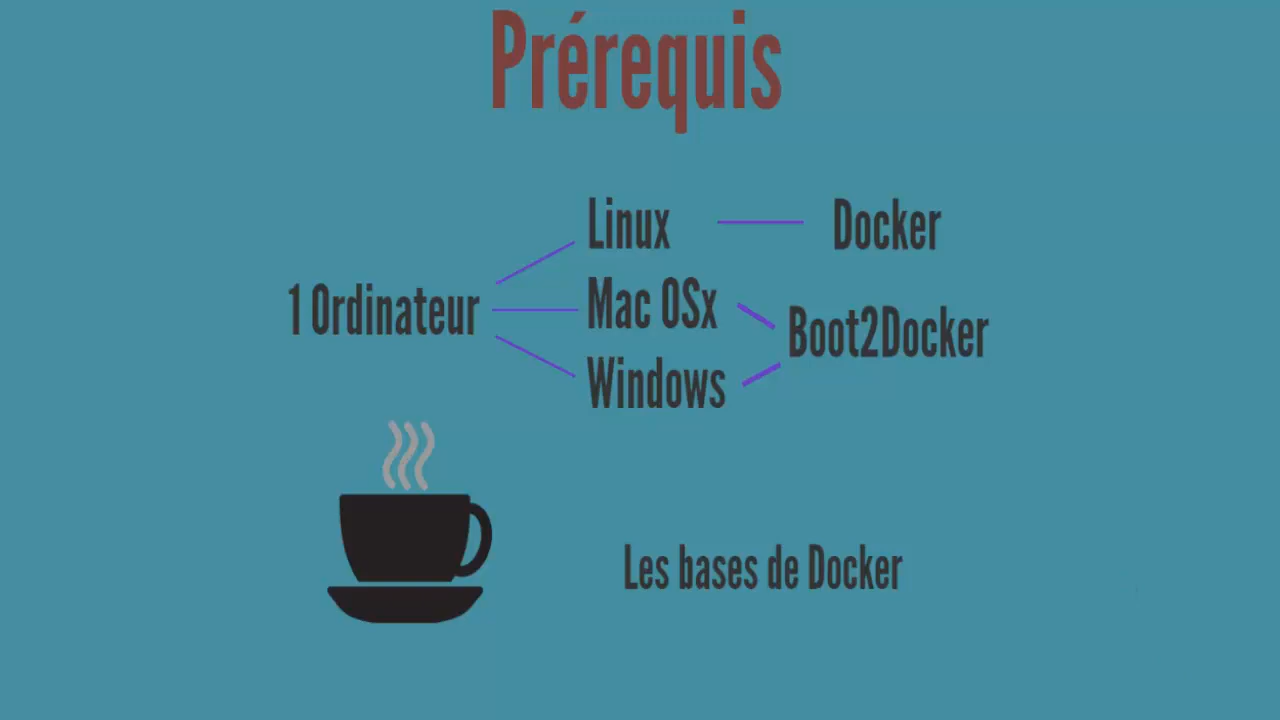 Prérequis
Linux
Docker
1 Ordinateur
Mac OSx
Boot2Docker
Windows
Les bases de Docker